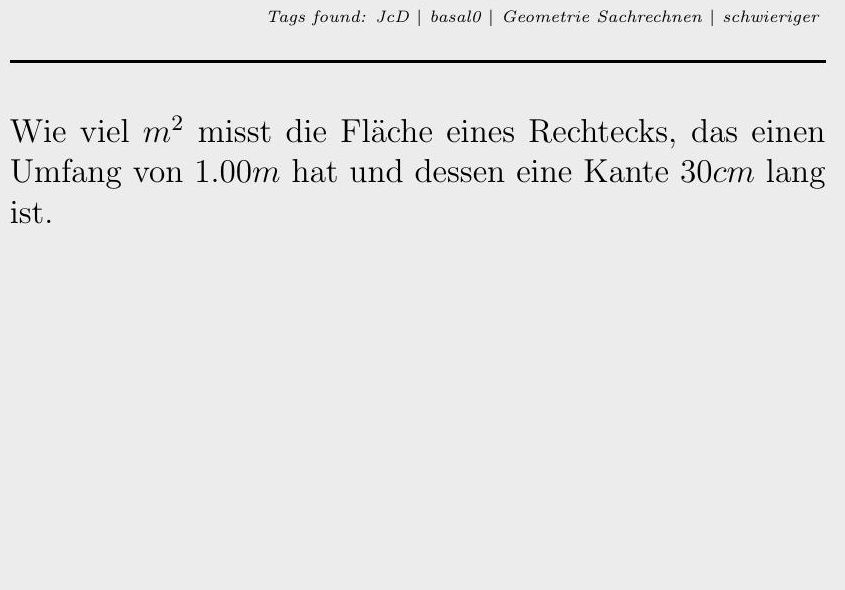 Tags found: JcD | basal0 | Geometrie Sachrechnen | schwieriger
Wie viel m² misst die Fläche eines Rechtecks, das einen
Umfang von 1.00m hat und dessen eine Kante 30cm lang
ist.